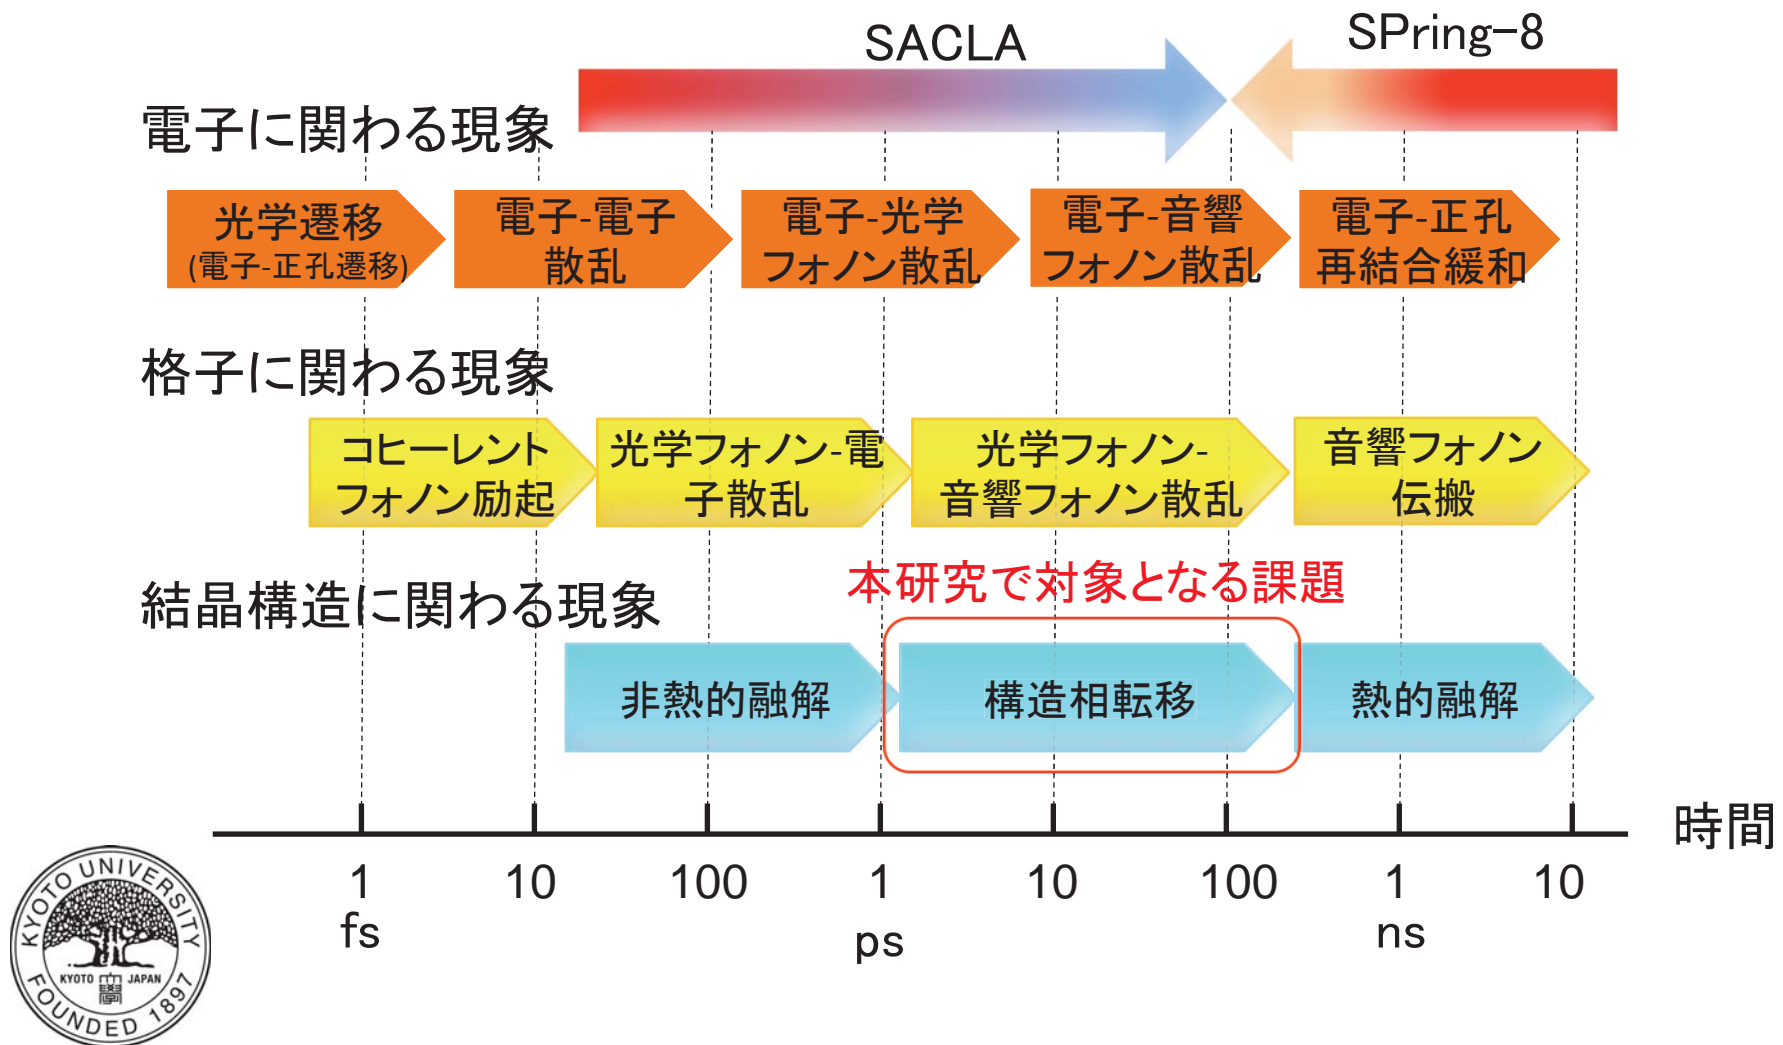 SACLA
SPring-8
電子に関わる現象
光学遷移
(電子-正孔遷移)
電子-電子
散乱
電子-光学
フォノン散乱
電子-音響
フォノン散乱
電子-正孔
再結合緩和
格子に関わる現象
コヒーレント
フォノン励起
光学フォノン-電
子散乱
光学フォノン-
音響フォノン散乱
音響フォノン
伝搬
本研究で対象となる課題
結晶構造に関わる現象
非熱的融解
構造相転移
熱的融解
時間
1
10
100
1
10
100
1
10
fs
ps
ns
KYOTO UNIVERSITY
KYOTO
JAPAN
FOUNDED 1897